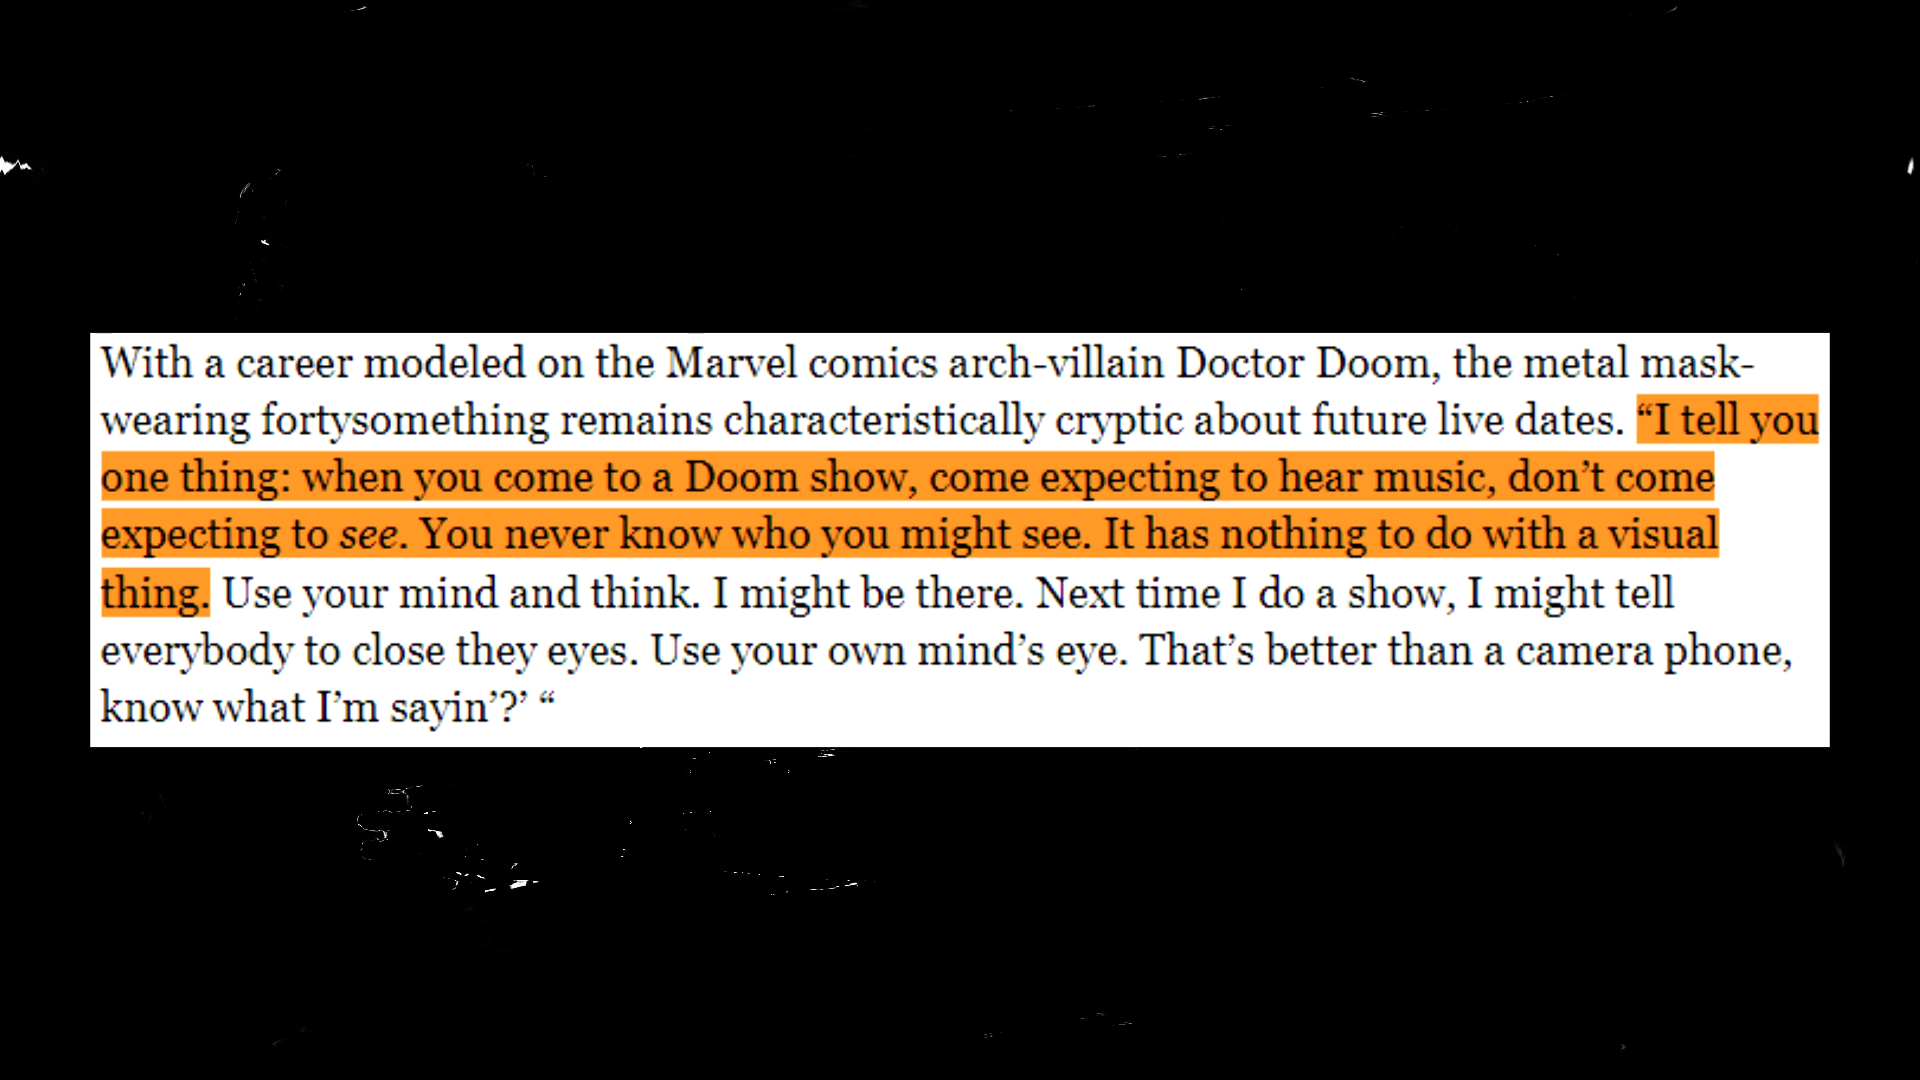 With a career modeled on the Marvel comics arch-villain Doctor Doom, the metal mask-
wearing fortysomething remains characteristically cryptic about future live dates. “I tell you
one thing: when you come to a Doom show, come expecting to hear music, don’t come
expecting to see. You never know who you might see. It has nothing to do with a visual
thing. Use your mind and think. I might be there. Next time I do a show, I might tell
everybody to close they eyes. Use your own mind’s eye. That’s better than a camera phone,
know what I’m sayin’?’ “